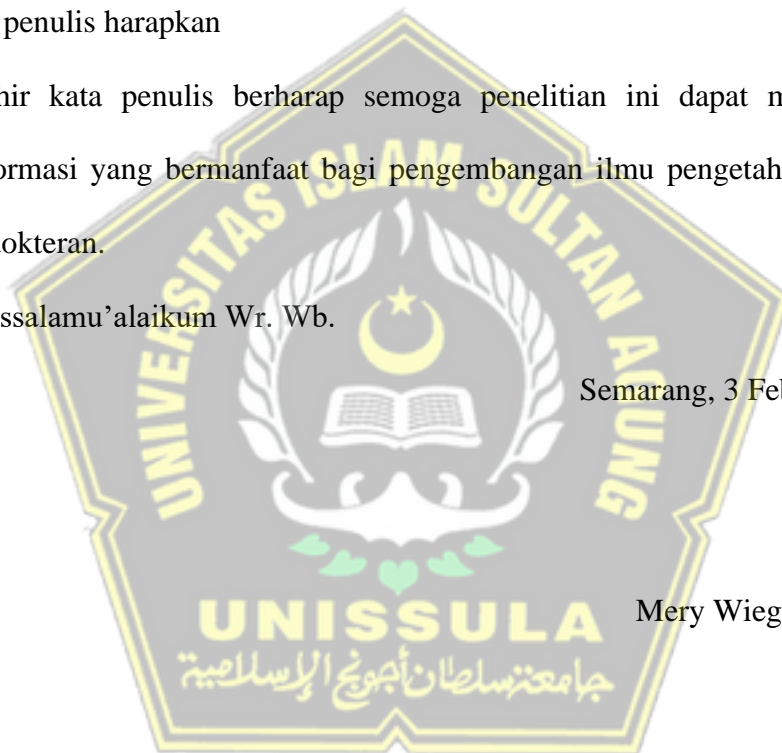 penulis harapkan
hir kata penulis berharap semoga penelitian ini dapat m
ormasi yang bermanfaat bagi pengembangan ilmu pengetah
okteran.
ssalamu’alaikum Wr. Wb.
Semarang, 3 Feb
Mery Wieg
UNIVERSITAS ISLAM SULTAN AGUNG
UNISSULA
جامعة سلطان أجونج الإسلامية